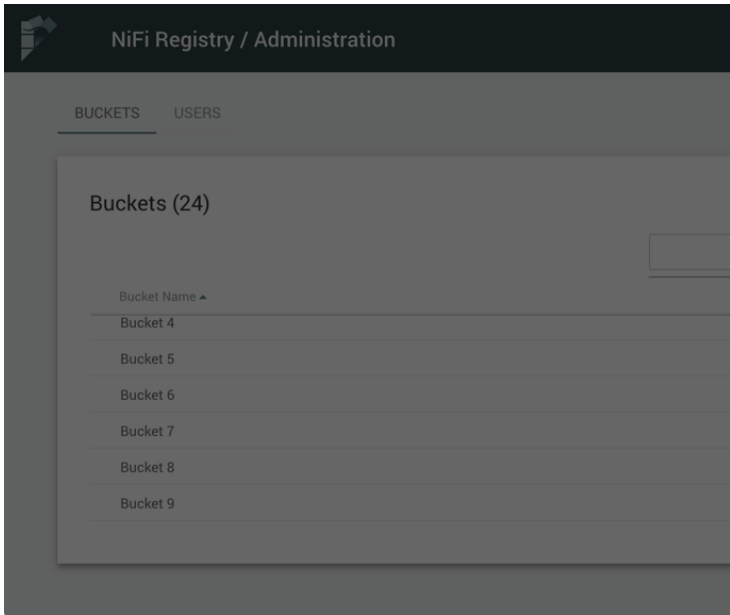 NiFi Registry / Administration
BUCKETS USERS
Buckets (24)
Bucket Name
Bucket 4
Bucket 5
Bucket 6
Bucket 7
Bucket 8
Bucket 9